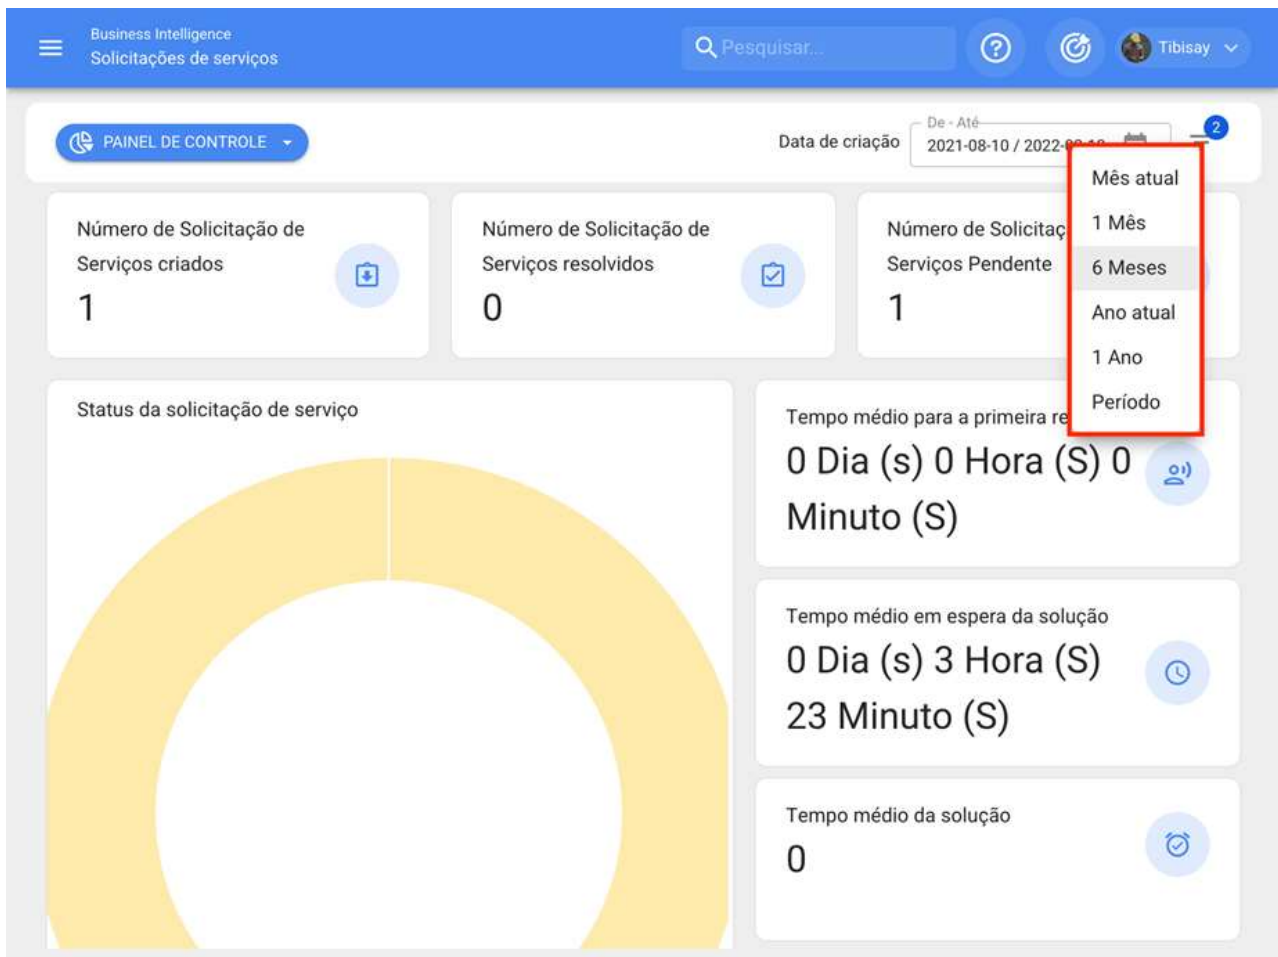 Business Intelligence
Solicitações de serviços
Pesquisar...
Tibisay
PAINEL DE CONTROLE
Data de criação
De - Até
2021-08-10 / 2022-
2
Mês atual
1 Mês
6 Meses
Ano atual
1 Ano
Período
Número de Solicitação de
Serviços criados
1
Número de Solicitação de
Serviços resolvidos
0
Número de Solicitaç
Serviços Pendente
1
Status da solicitação de serviço
Tempo médio para a primeira re
0 Dia (s) 0 Hora (S) 0
Minuto (S)
Tempo médio em espera da solução
0 Dia (s) 3 Hora (S)
23 Minuto (S)
Tempo médio da solução
0